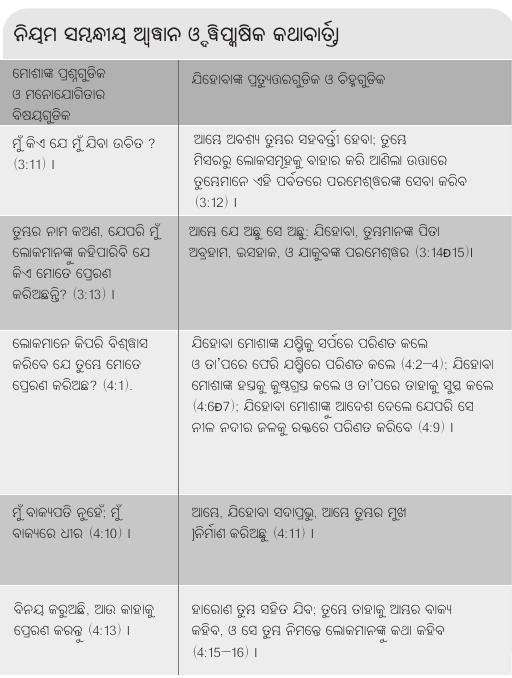 ନିୟମ ସମ୍ବନ୍ଧୀୟ ଆହ୍ୱାନ ଓ ଦ୍ୱିପାକ୍ଷିକ କଥାବାର୍ତ୍ତା
ମୋଶାଙ୍କ ପ୍ରଶ୍ନଗୁଡିକ
ଓ ମନୋଯୋଗିତାର
ବିଷୟଗୁଡିକ
ଯିହୋବାଙ୍କ ପ୍ରତ୍ୟୁତ୍ତରଗୁଡିକ ଓ ଚିହ୍ନଗୁଡିକ
ମୁଁ କିଏ ଯେ ମୁଁ ଯିବା ଉଚିତ ?
(3:11) ।
ଆମ୍ଭେ ଅବଶ୍ୟ ତୁମ୍ଭର ସହବର୍ତ୍ତୀ ହେବା; ତୁମ୍ଭେ
ମିସରରୁ ଲୋକସମୂହକୁ ବାହାର କରି ଆଣିଲା ଉତ୍ତାରେ
ତୁମ୍ଭେମାନେ ଏହି ପର୍ବତରେ ପରମେଶ୍ୱରଙ୍କ ସେବା କରିବ
(3:12) ।
ତୁମ୍ଭର ନାମ କଅଣ, ଯେପରି ମୁଁ
ଲୋକମାନଙ୍କୁ କହିପାରିବି ଯେ
କିଏ ମୋତେ ପ୍ରେରଣ
କରିଅଛନ୍ତି? (3:13) ।
ଆମ୍ଭେ ଯେ ଅଛୁ ସେ ଅଛୁ: ଯିହୋବା, ତୁମ୍ଭମାନଙ୍କ ପିତା
ଅବ୍ରହାମ, ଇସହାକ, ଓ ଯାକୁବଙ୍କ ପରମେଶ୍ୱର (3:14Ð15)।
ଲୋକମାନେ କିପରି ବିଶ୍ୱାସ
କରିବେ ଯେ ତୁମ୍ଭେ ମୋତେ
ପ୍ରେରଣ କରିଅଛ? (4:1).
ଯିହୋବା ମୋଶାଙ୍କ ଯଷ୍ଟିକୁ ସର୍ପରେ ପରିଣତ କଲେ
ଓ ତା'ପରେ ଫେରି ଯଷ୍ଟିରେ ପରିଣତ କଲେ (4:2—4); ଯିହୋବା
ମୋଶାଙ୍କ ହସ୍ତକୁ କୁଷ୍ଠଗ୍ରସ୍ତ କଲେ ଓ ତା'ପରେ ତାହାକୁ ସୁସ୍ଥ କଲେ
(4:6Ð7); ଯିହୋବା ମୋଶାଙ୍କୁ ଆଦେଶ ଦେଲେ ଯେପରି ସେ
ନୀଳ ନଦୀର ଜଳକୁ ରକ୍ତରେ ପରିଣତ କରିବେ (4:9) ।
ମୁଁ ବାକ୍ୟପତି ନୁହେଁ; ମୁଁ
ବାକ୍ୟରେ ଧୀର (4:10) ।
ଆମ୍ଭେ, ଯିହୋବା ସଦାପ୍ରଭୁ, ଆମ୍ଭେ ତୁମ୍ଭର ମୁଖ
]ନିର୍ମାଣ କରିଅଛୁ (4:11) ।
ବିନୟ କରୁଅଛି, ଆଉ କାହାକୁ
ପ୍ରେରଣ କରନ୍ତୁ (4:13) ।
ହାରୋଣ ତୁମ୍ଭ ସହିତ ଯିବ; ତୁମ୍ଭେ ତାହାକୁ ଆମ୍ଭର ବାକ୍ୟ
କହିବ, ଓ ସେ ତୁମ୍ଭ ନିମନ୍ତେ ଲୋକମାନଙ୍କୁ କଥା କହିବ
(4:15—16) ।